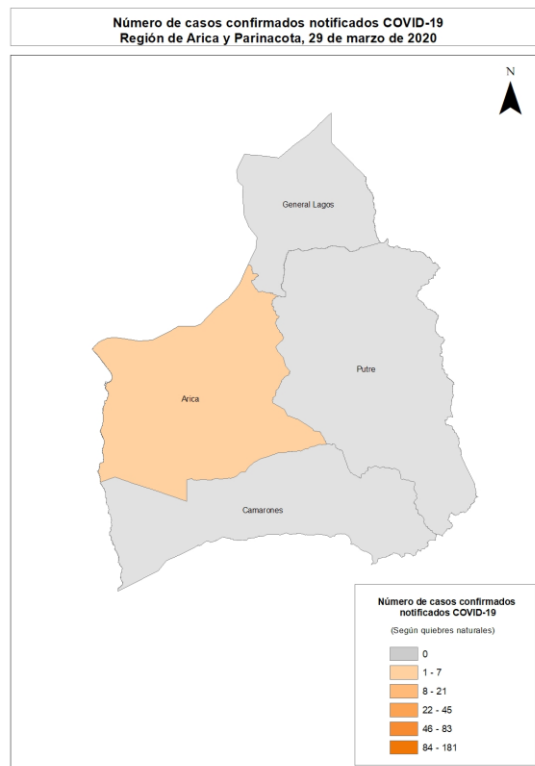 Número de casos confirmados notificados COVID-19
Región de Arica y Parinacota, 29 de marzo de 2020
N
General Lagos
Putre
Arica
Camarones
Número de casos confirmados
notificados COVID-19
(Según quiebres naturales)
0
1 - 7
8 - 21
22 - 45
46 - 83
84 - 181